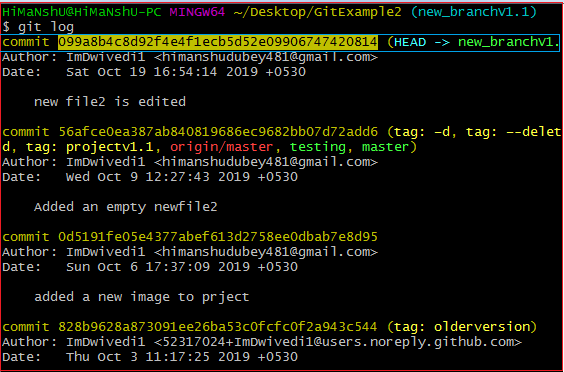 HiMaNshU@HiMaNshU-PC MINGW64 ~/Desktop/GitExample2 (new_branchv1.1)
$ git log
commit 099a8b4c8d92f4e4f1ecb5d52e09906747420814 (HEAD -> new_branchv1.
Author: ImDwivedi1 <himanshudubey481@gmail.com>
Date:   Sat Oct 19 16:54:14 2019 +0530
new file2 is edited
commit 56afce0ea387ab840819686ec9682bb07d72add6 (tag: -d, tag: --delet
d, tag: projectv1.1, origin/master, testing, master)
Author: ImDwivedi1 <himanshudubey481@gmail.com>
Date:   Wed Oct 9 12:27:43 2019 +0530
Added an empty newfile2
commit 0d5191fe05e4377abef613d2758ee0dbab7e8d95
Author: ImDwivedi1 <himanshudubey481@gmail.com>
Date:   Sun Oct 6 17:37:09 2019 +0530
added a new image to prject
commit 828b9628a873091ee26ba53c0fcfc0f2a943c544 (tag: olderversion)
Author: ImDwivedi1 <52317024+ImDwivedi1@users.noreply.github.com>
Date:   Thu Oct 3 11:17:25 2019 +0530